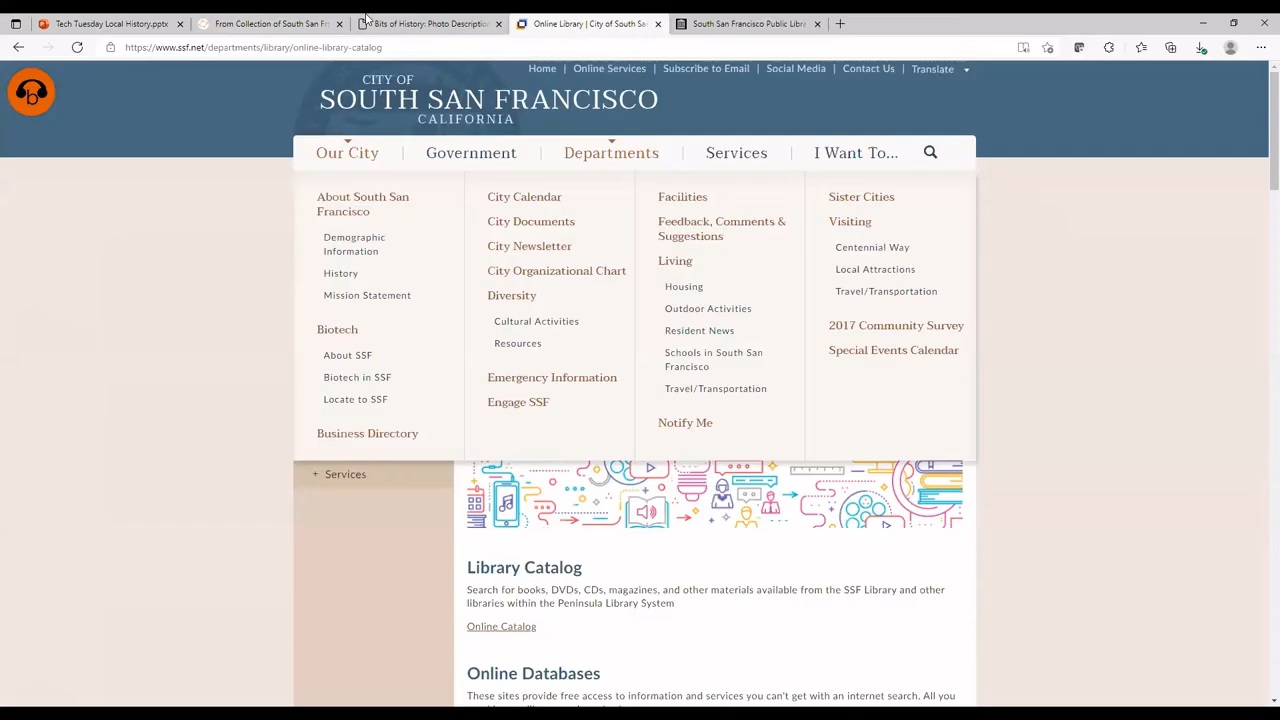 Tech Tuesday Local History.pptx
From Collection of South San Fr
Bits of History: Photo Description
Online Library | City of South Sa
South San Francisco Public Libra
https://www.ssf.net/departments/library/online-library-catalog
Home | Online Services | Subscribe to Email | Social Media | Contact Us | Translate
CITY OF
SOUTH SAN FRANCISCO
CALIFORNIA
Our City | Government | Departments | Services | I Want To...
About South San
Francisco
Demographic
Information
History
Mission Statement
Biotech
About SSF
Biotech in SSF
Locate to SSF
Business Directory
City Calendar
City Documents
City Newsletter
City Organizational Chart
Diversity
Cultural Activities
Resources
Emergency Information
Engage SSF
Facilities
Feedback, Comments &
Suggestions
Living
Housing
Outdoor Activities
Resident News
Schools in South San
Francisco
Travel/Transportation
Notify Me
Sister Cities
Visiting
Centennial Way
Local Attractions
Travel/Transportation
2017 Community Survey
Special Events Calendar
+ Services
Library Catalog
Search for books, DVDs, CDs, magazines, and other materials available from the SSF Library and other
libraries within the Peninsula Library System
Online Catalog
Online Databases
These sites provide free access to information and services you can't get with an internet search. All you